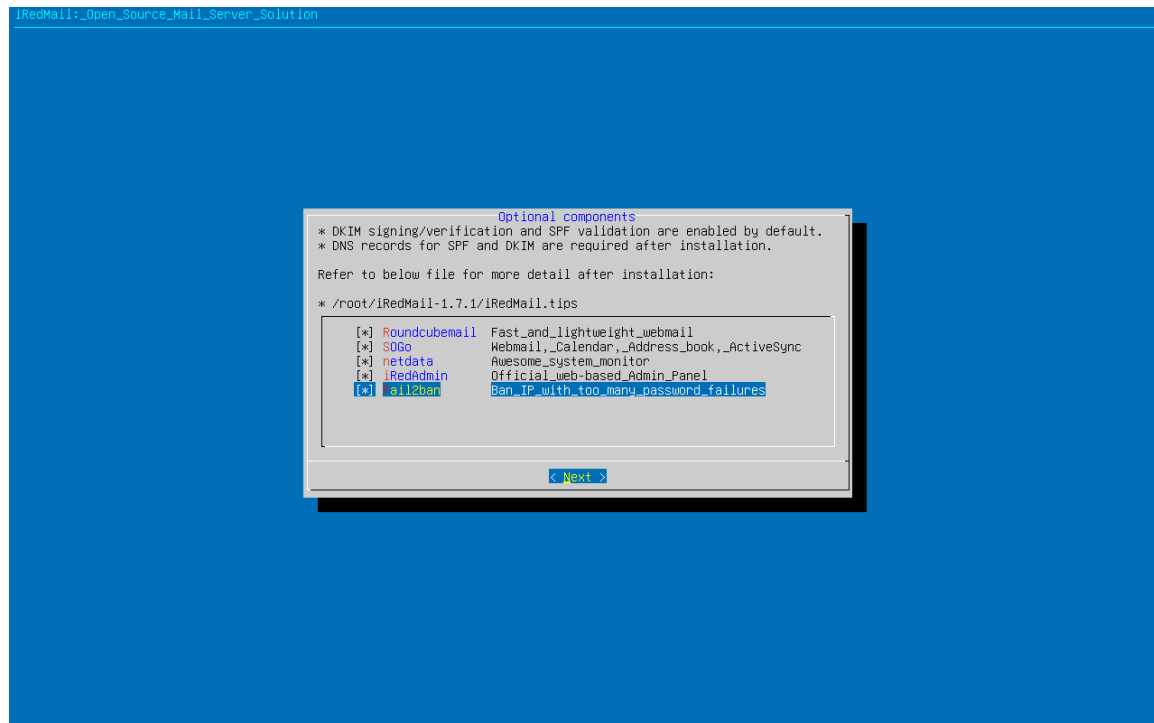 iRedMail:_Open_Source_Mail_Server_Solution
Optional components
* DKIM signing/verification and SPF validation are enabled by default.
* DNS records for SPF and DKIM are required after installation.
Refer to below file for more detail after installation:
* /root/iRedMail-1.7.1/iRedMail.tips
[*] Roundcubemail Fast_and_lightweight_webmail
[*] SOGo Webmail,_Calendar,_Address_book,_ActiveSync
[*] netdata Awesome_system_monitor
[*] iRedAdmin Official_web-based_Admin_Panel
[*] Fail2ban Ban_IP_with_too_many_password_failures
< Next >